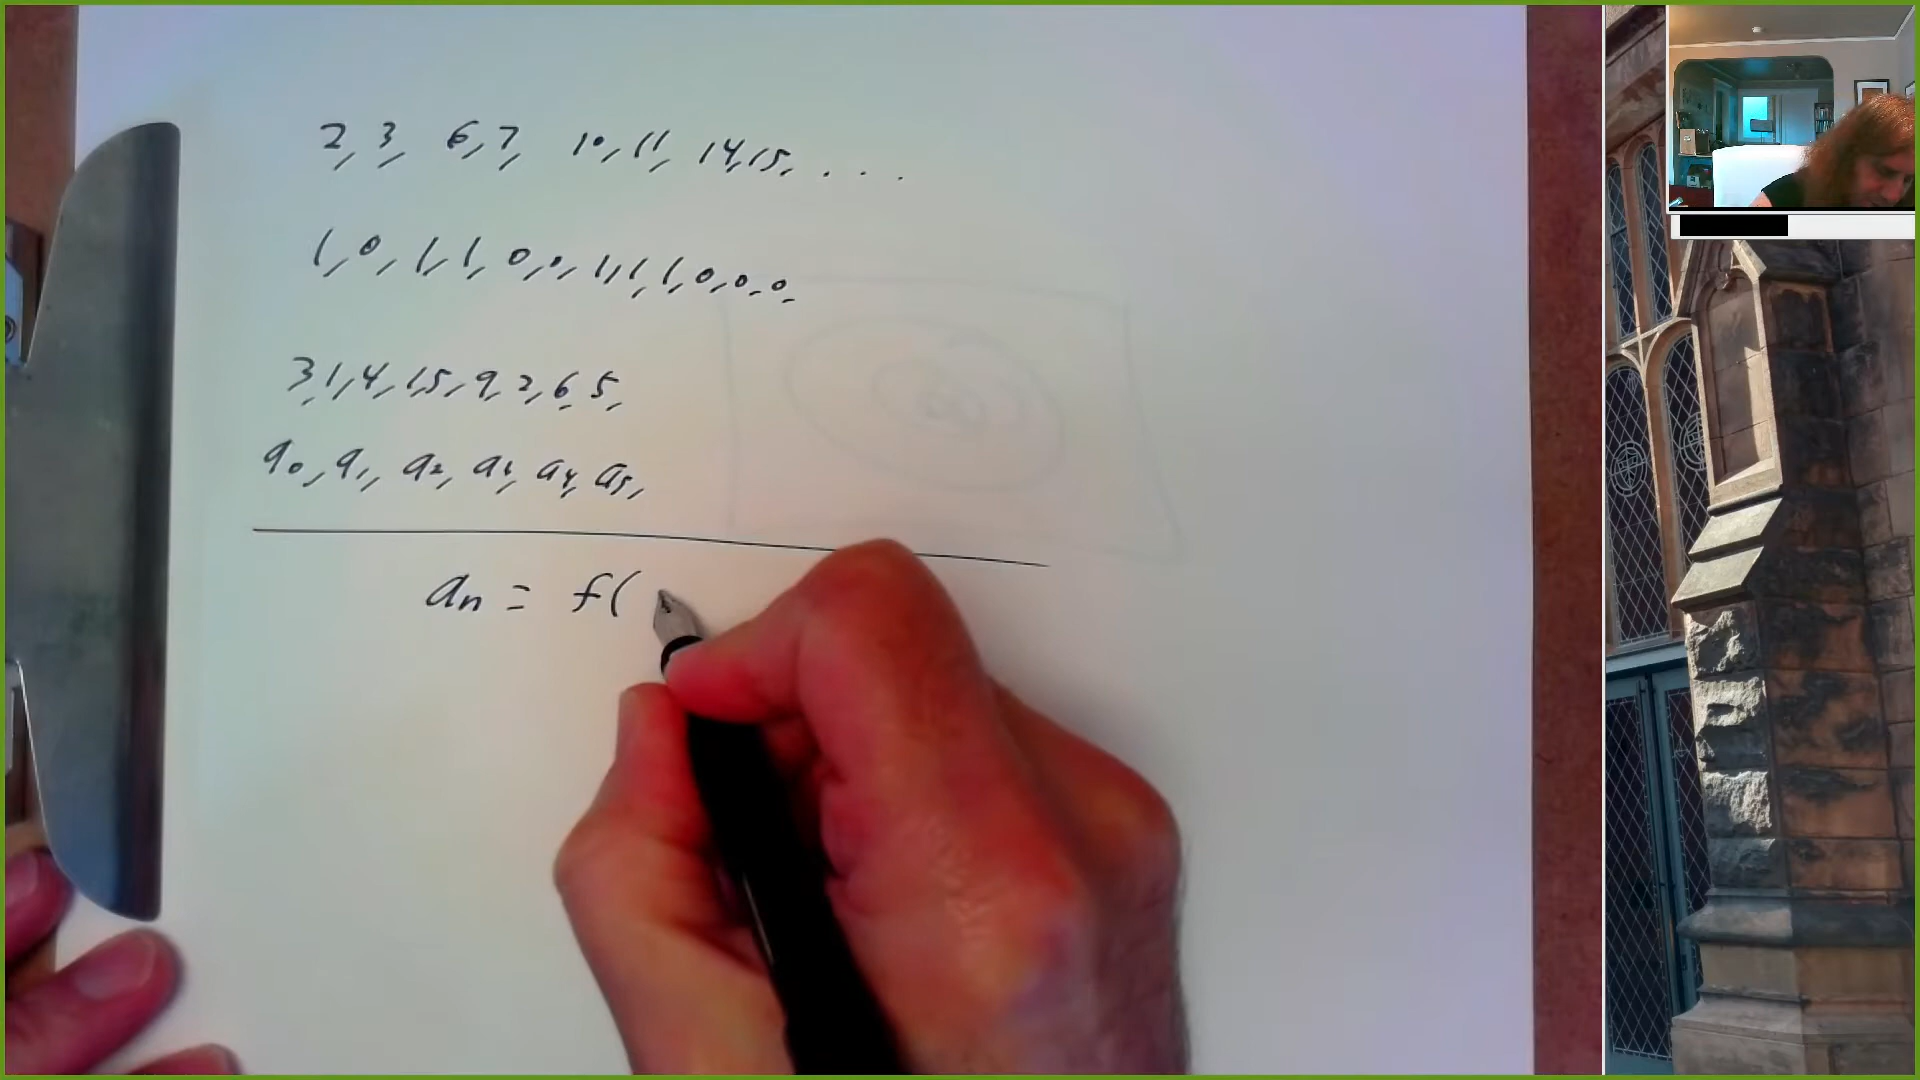 2, 3, 6, 7, 10, 11, 14, 15, . . .
1, 0, 1, 1, 0, 0, 1, 1, 1, 0, 0, 0,
3, 1, 4, 1, 5, 9, 2, 6, 5,
a0, a1, a2, a3, a4, a5,
an = f(